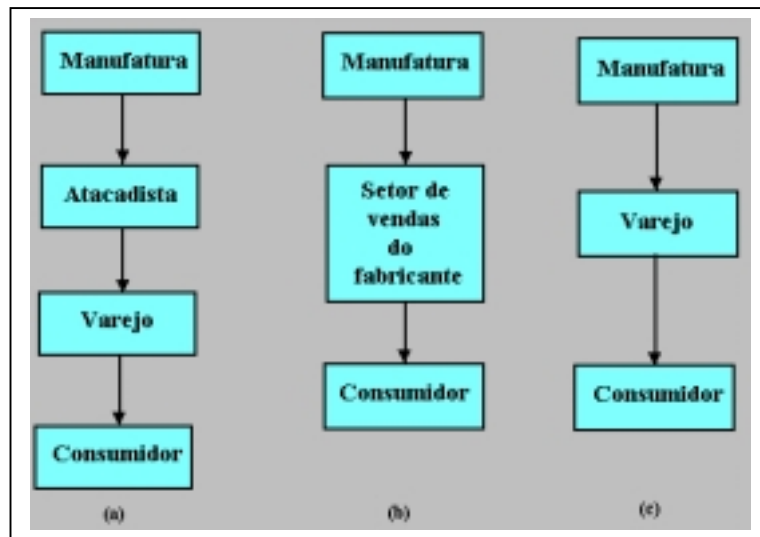 Manufatura
Atacadista
Varejo
Consumidor
(a)
Manufatura
Setor de
vendas
do
fabricante
Consumidor
(b)
Manufatura
Varejo
Consumidor
(c)